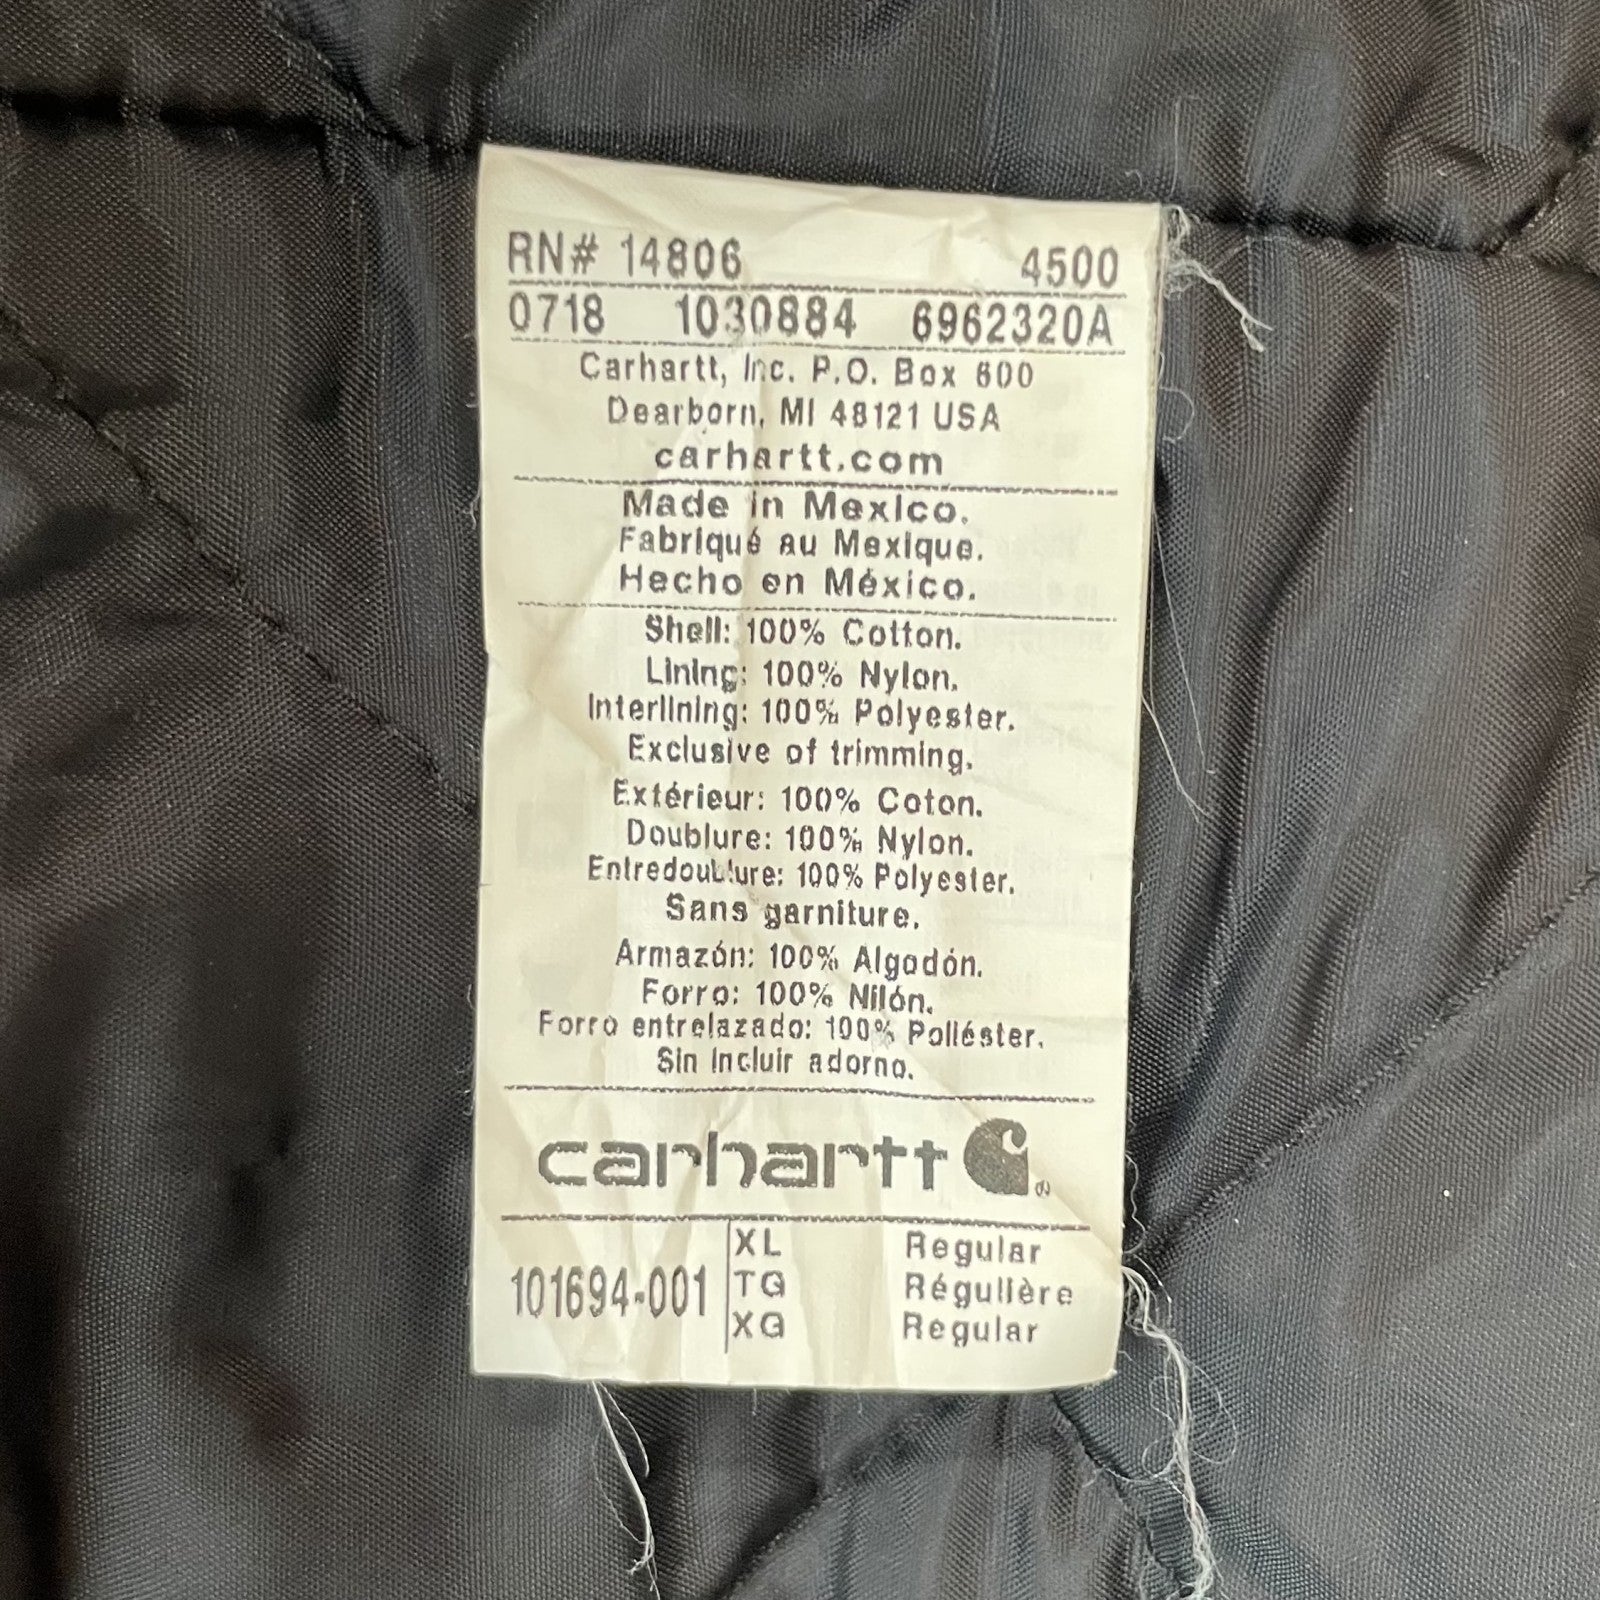 RN# 14806 4500
0718 1030884 6962320A
Carhartt, Inc. P.O. Box 600
Dearborn, MI 48121 USA
carhartt.com
Made in Mexico.
Fabriqué au Mexique.
Hecho en México.
Shell: 100% Cotton.
Lining: 100% Nylon.
Interlining: 100% Polyester.
Exclusive of trimming.
Extérieur: 100% Coton.
Doublure: 100% Nylon.
Entredoublure: 100% Polyester.
Sans garniture.
Armazón: 100% Algodón.
Forro: 100% Nilón.
Forro entrelazado: 100% Poliéster.
Sin incluir adorno.
carhartt ®
101694-001
XL Regular
TG Régulière
XG Regular